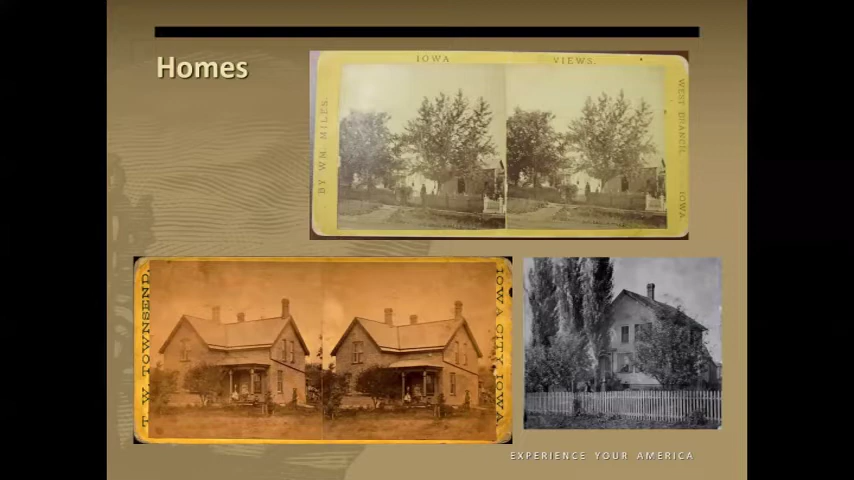 Homes
IOWA VIEWS.
BY WM. MILES.
WEST BRANCH, IOWA.
T. W. TOWNSEND.
IOWA CITY, IOWA
EXPERIENCE YOUR AMERICA